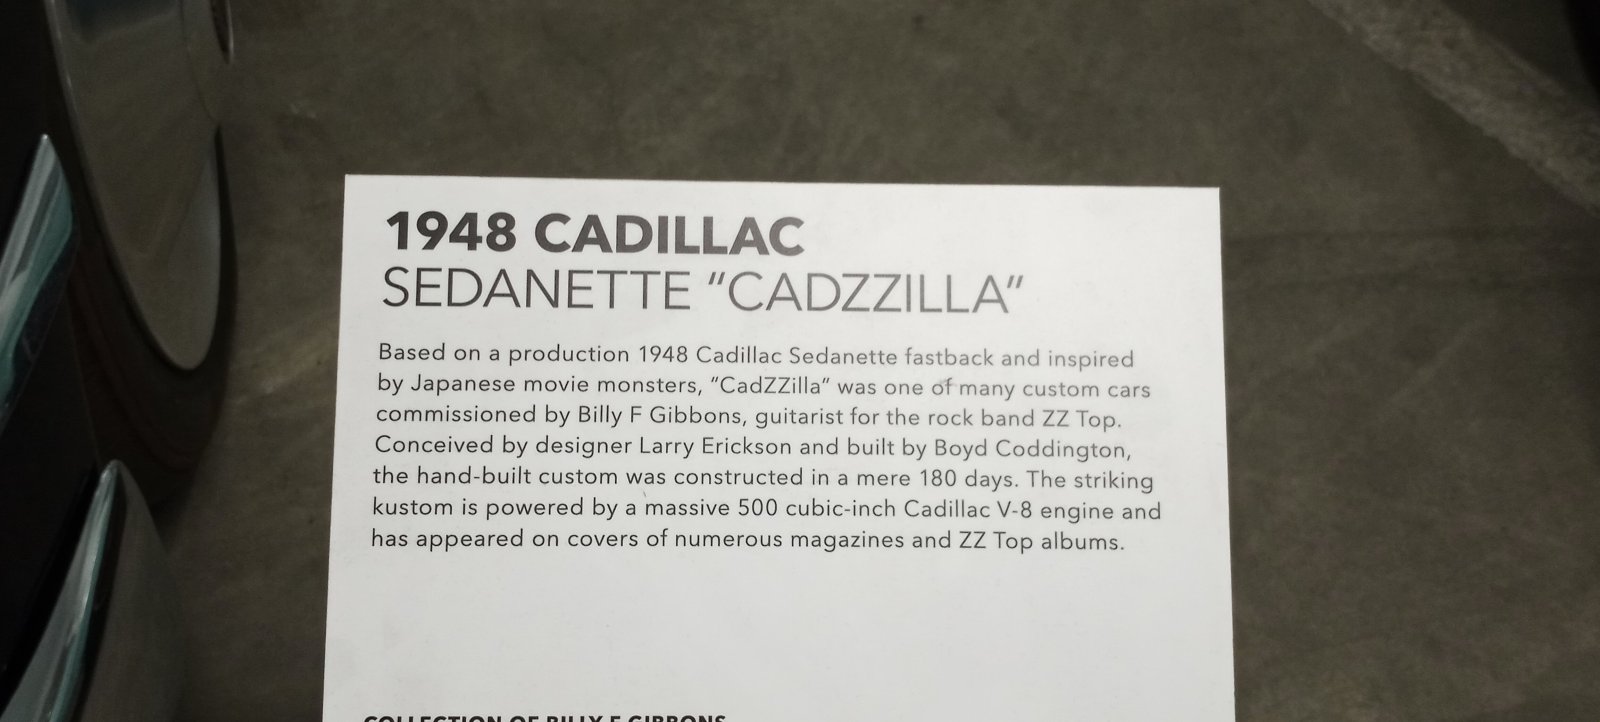 1948 CADILLAC
SEDANETTE “CADZZILLA”
Based on a production 1948 Cadillac Sedanette fastback and inspired
by Japanese movie monsters, “CadZZilla” was one of many custom cars
commissioned by Billy F Gibbons, guitarist for the rock band ZZ Top.
Conceived by designer Larry Erickson and built by Boyd Coddington,
the hand-built custom was constructed in a mere 180 days. The striking
kustom is powered by a massive 500 cubic-inch Cadillac V-8 engine and
has appeared on covers of numerous magazines and ZZ Top albums.
COLLECTION OF BILLY F GIBBONS